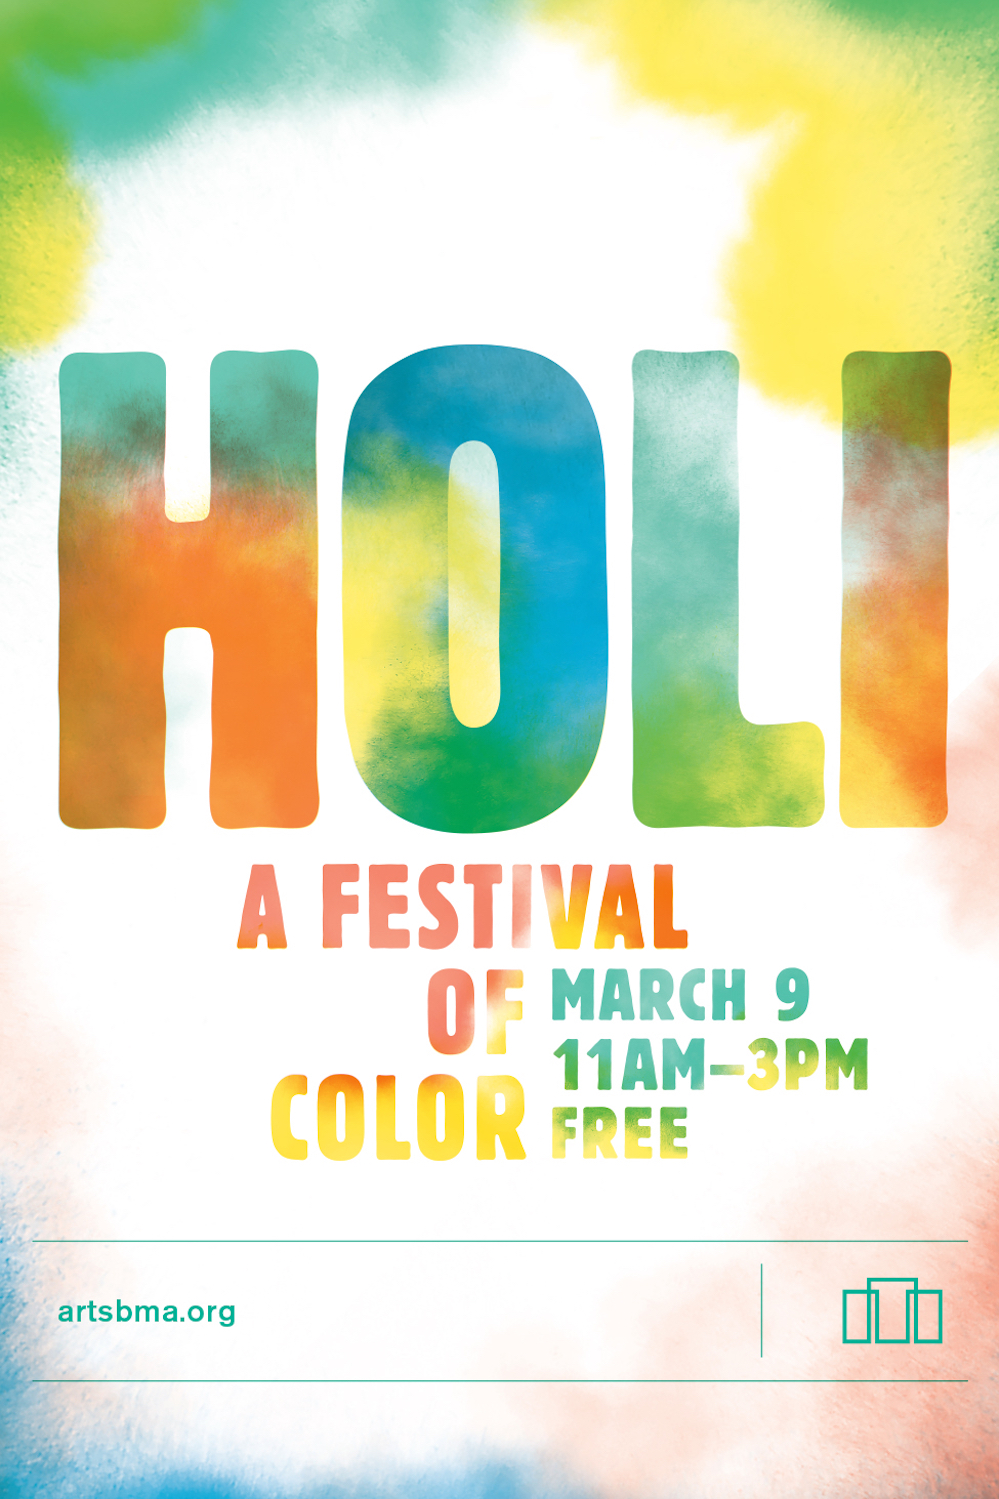 HOLI
A FESTIVAL
OF
COLOR
MARCH 9
11AM–3PM
FREE
artsbma.org